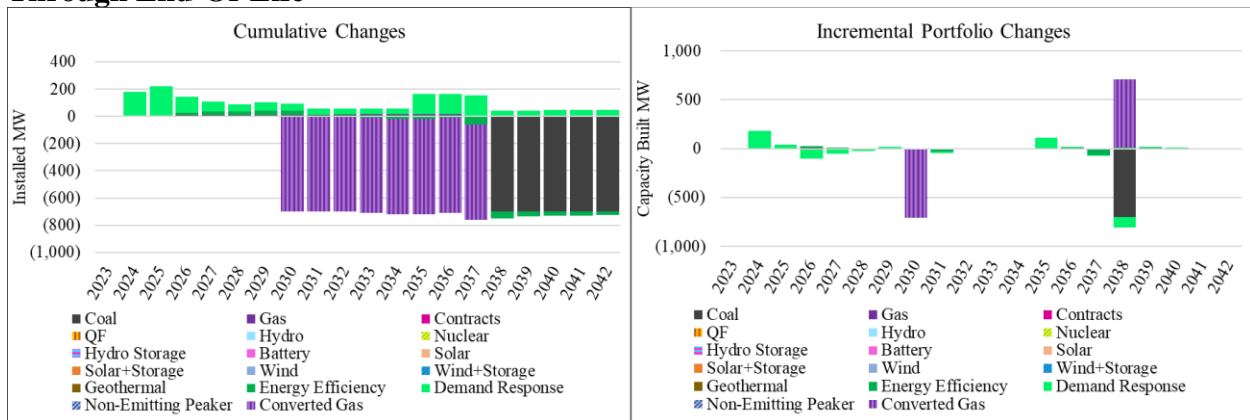 Through End-Of-Life
Cumulative Changes
Installed MW
400
200
0
(200)
(400)
(600)
(800)
(1,000)
2023 2024 2025 2026 2027 2028 2029 2030 2031 2032 2033 2034 2035 2036 2037 2038 2039 2040 2041 2042
Coal Gas Contracts
QF Hydro Nuclear
Hydro Storage Battery Solar
Solar+Storage Wind Wind+Storage
Geothermal Energy Efficiency Demand Response
Non-Emitting Peaker Converted Gas
Incremental Portfolio Changes
Capacity Built MW
1,000
500
0
(500)
(1,000)
2023 2024 2025 2026 2027 2028 2029 2030 2031 2032 2033 2034 2035 2036 2037 2038 2039 2040 2041 2042
Coal Gas Contracts
QF Hydro Nuclear
Hydro Storage Battery Solar
Solar+Storage Wind Wind+Storage
Geothermal Energy Efficiency Demand Response
Non-Emitting Peaker Converted Gas